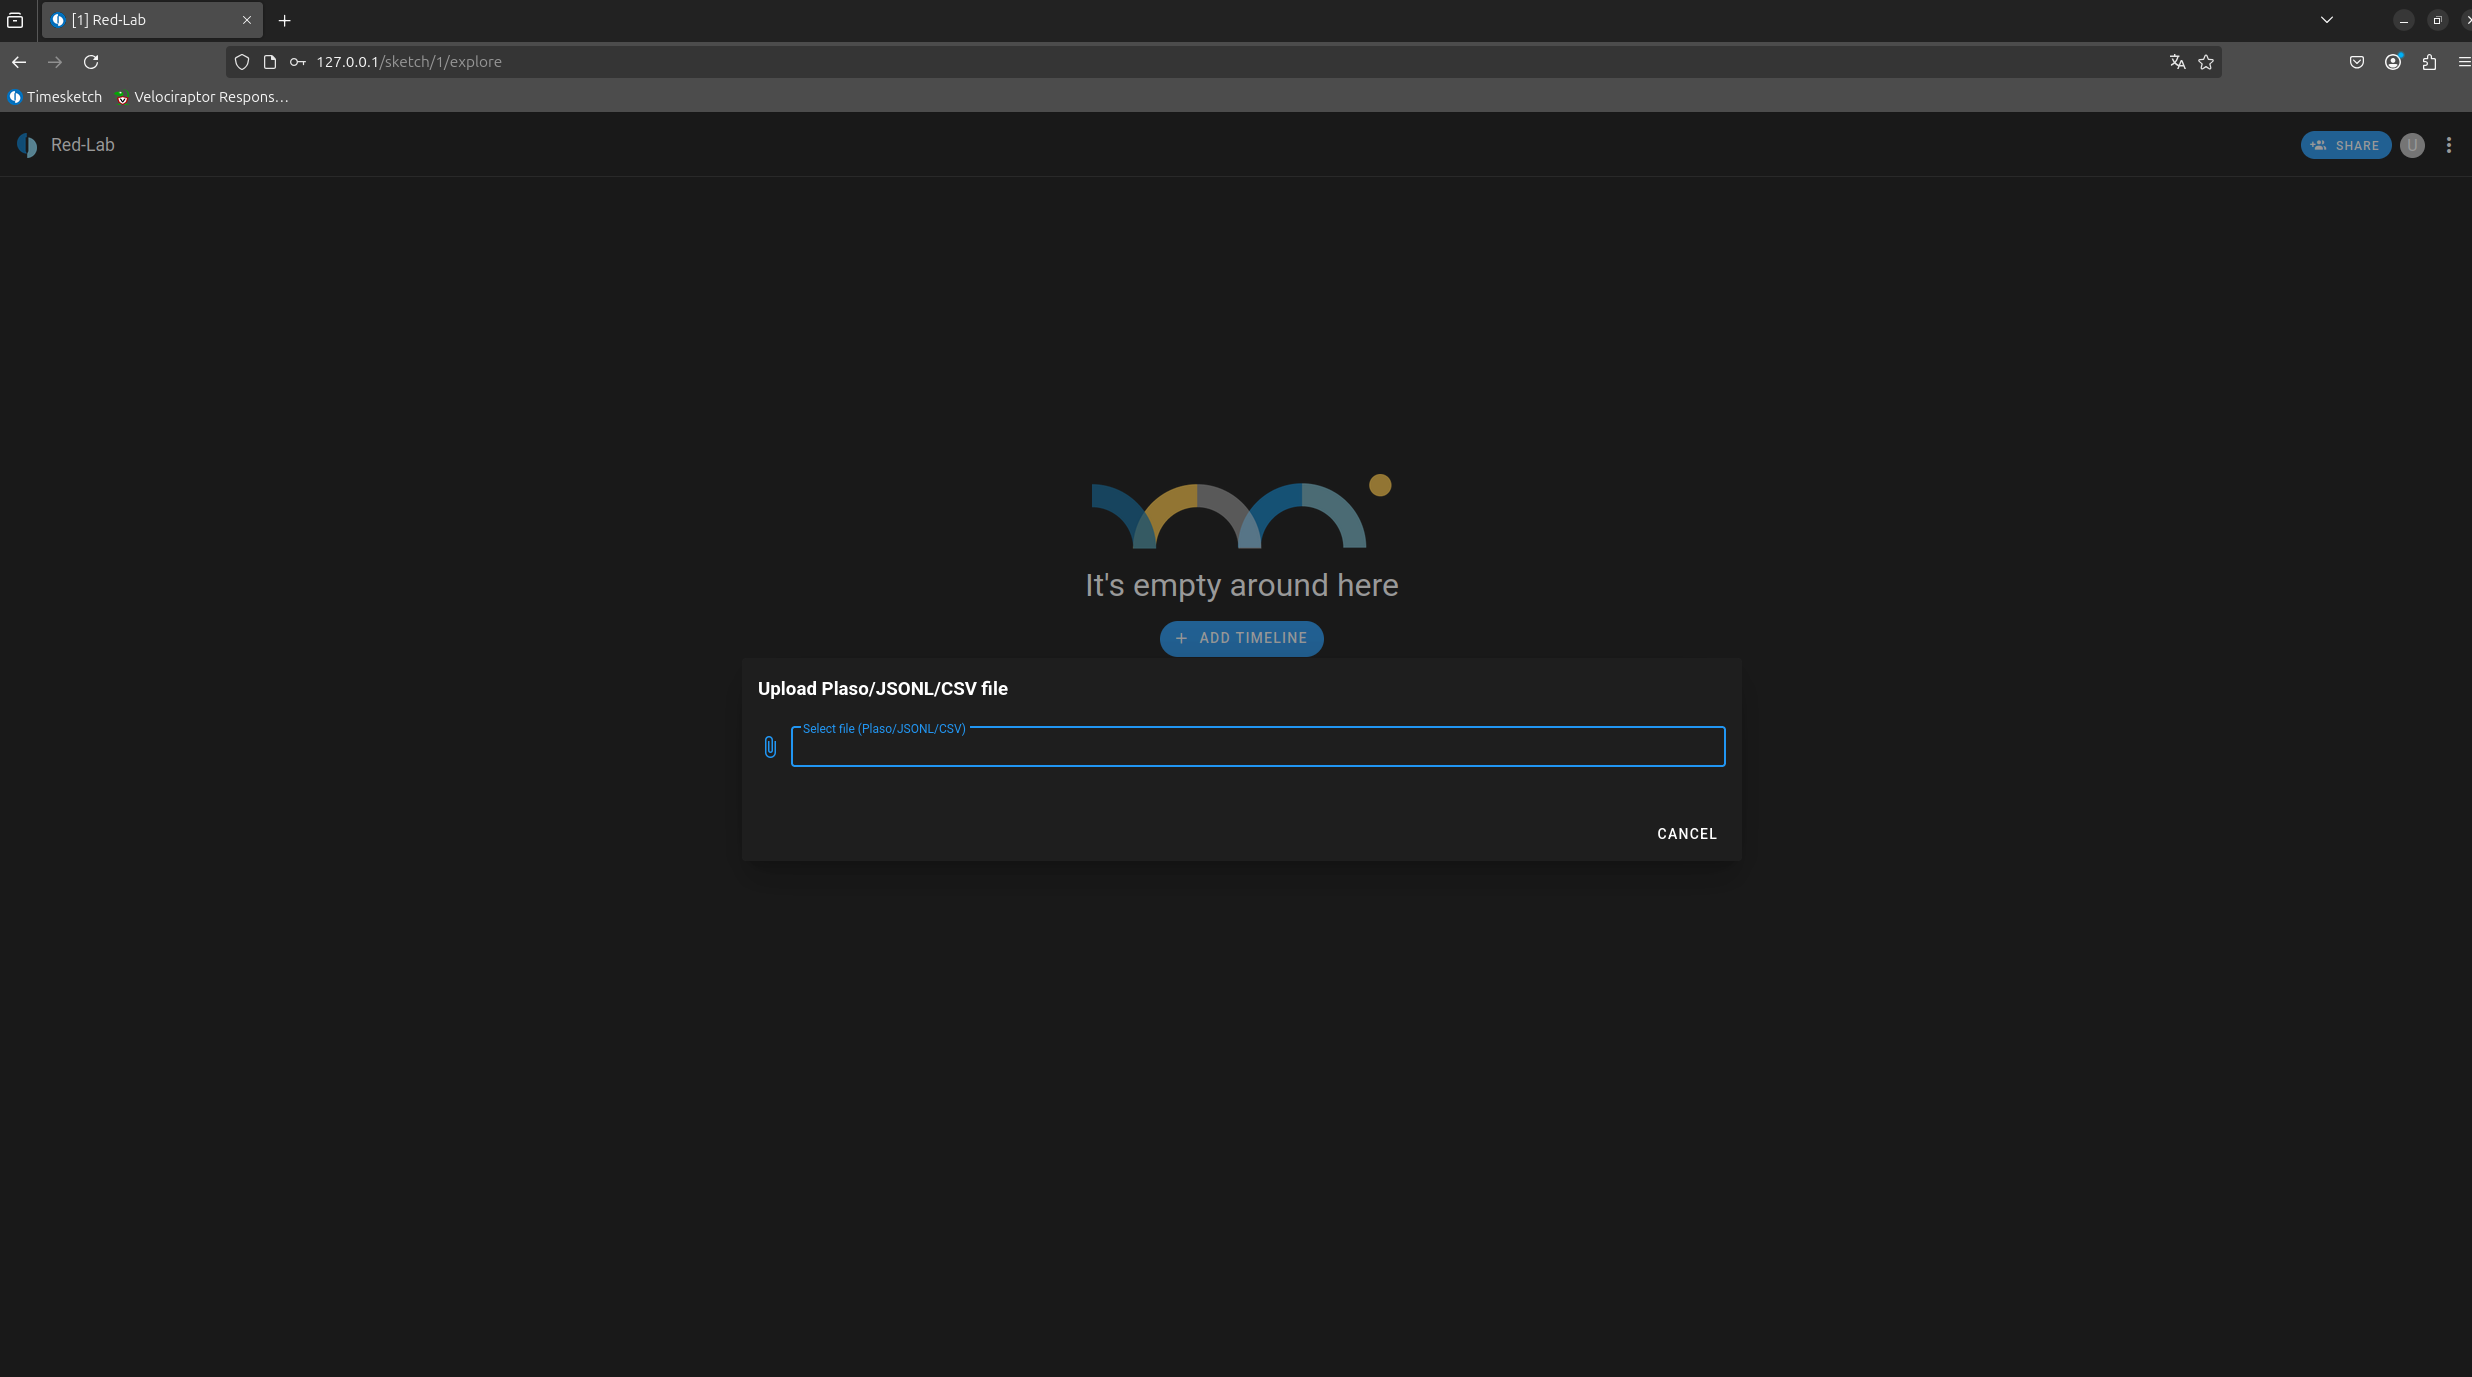 [1] Red-Lab
127.0.0.1/sketch/1/explore
Timesketch
Velociraptor Respons...
Red-Lab
SHARE
U
It's empty around here
+ ADD TIMELINE
Upload Plaso/JSONL/CSV file
Select file (Plaso/JSONL/CSV)
CANCEL